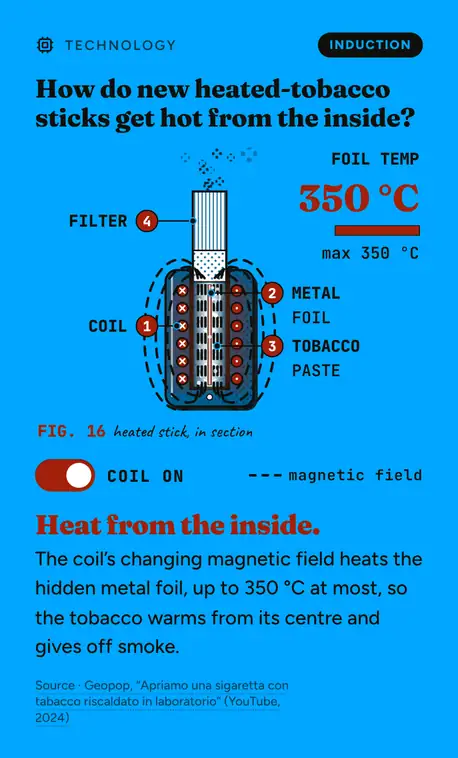 TECHNOLOGY
INDUCTION
How do new heated-tobacco
sticks get hot from the inside?
FOIL TEMP
350 °C
max 350 °C
FILTER 4
2 METAL
FOIL
COIL 1
3 TOBACCO
PASTE
FIG. 16 heated stick, in section
COIL ON
magnetic field
Heat from the inside.
The coil's changing magnetic field heats the
hidden metal foil, up to 350 °C at most, so
the tobacco warms from its centre and
gives off smoke.
Source · Geopop, "Apriamo una sigaretta con
tabacco riscaldato in laboratorio" (YouTube,
2024)